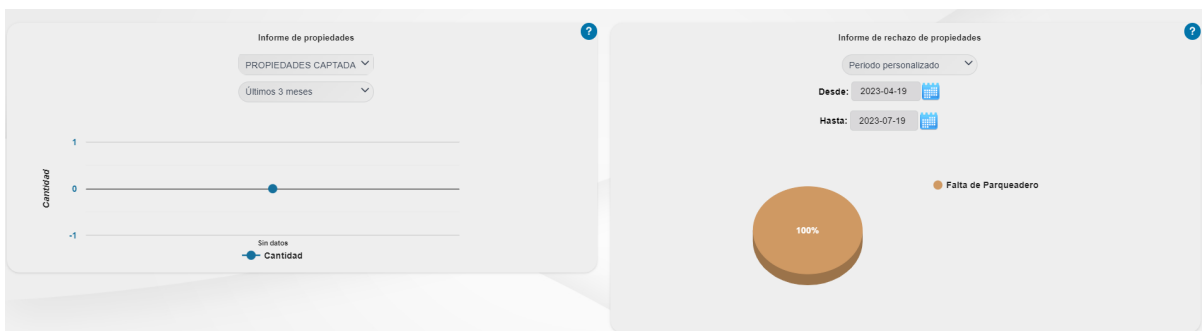 Informe de propiedades
?
PROPIEDADES CAPTADA
Últimos 3 meses
1
0
-1
Cantidad
Sin datos
Cantidad
Informe de rechazo de propiedades
?
Periodo personalizado
Desde: 2023-04-19
Hasta: 2023-07-19
100%
Falta de Parqueadero